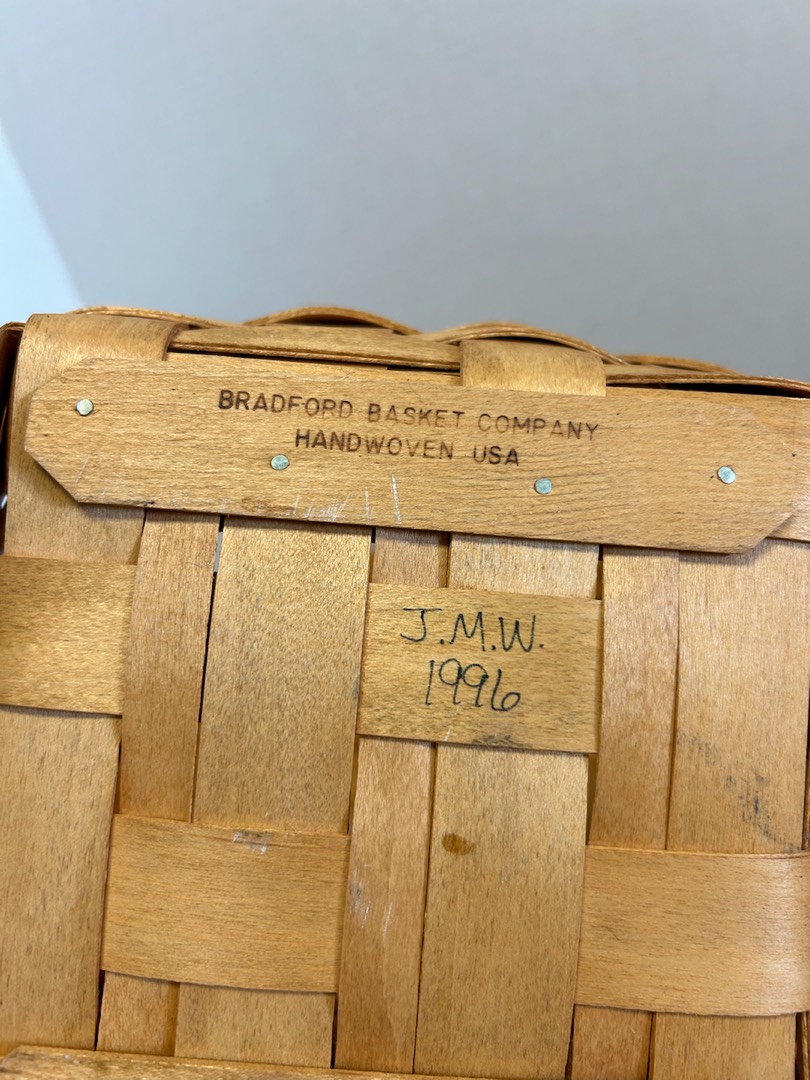 BRADFORD BASKET COMPANY
HANDWOVEN USA
J.M.W.
1996